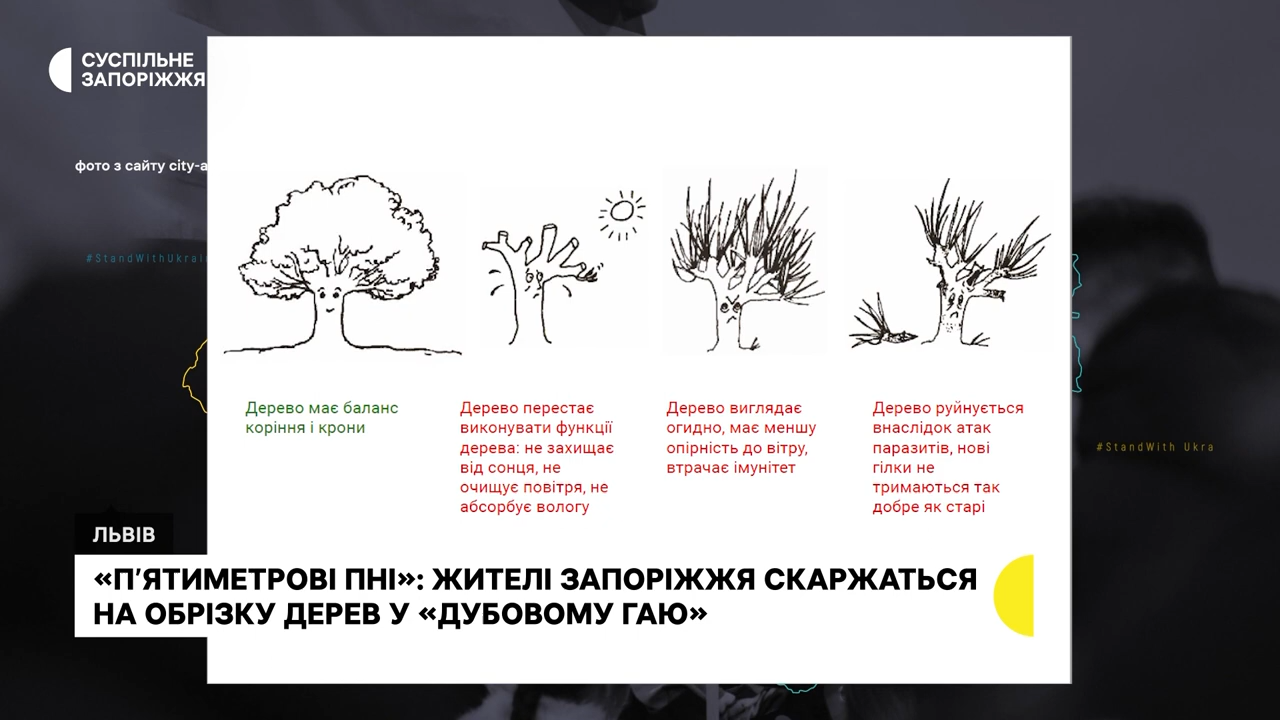 СУСПІЛЬНЕ
ЗАПОРІЖЖЯ
фото з сайту city-a
#StandWithUkrai
Дерево має баланс
коріння і крони
Дерево перестає
виконувати функції
дерева: не захищає
від сонця, не
очищує повітря, не
абсорбує вологу
Дерево виглядає
огидно, має меншу
опірність до вітру,
втрачає імунітет
Дерево руйнується
внаслідок атак
паразитів, нові
гілки не
тримаються так
добре як старі
#StandWith Ukra
ЛЬВІВ
«П'ЯТИМЕТРОВІ ПНІ»: ЖИТЕЛІ ЗАПОРІЖЖЯ СКАРЖАТЬСЯ
НА ОБРІЗКУ ДЕРЕВ У «ДУБОВОМУ ГАЮ»